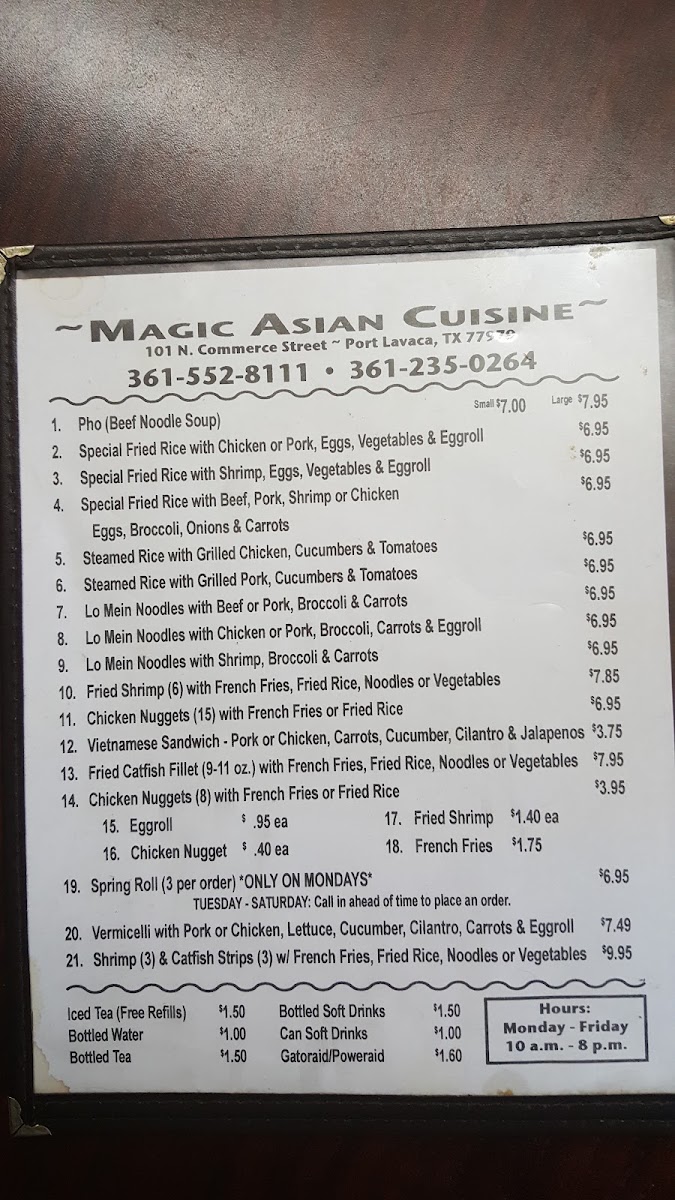 ~MAGIC ASIAN CUISINE~
101 N. Commerce Street ~ Port Lavaca, TX 77979
361-552-8111 • 361-235-0264
1. Pho (Beef Noodle Soup) Small $7.00 Large $7.95
2. Special Fried Rice with Chicken or Pork, Eggs, Vegetables & Eggroll $6.95
3. Special Fried Rice with Shrimp, Eggs, Vegetables & Eggroll $6.95
4. Special Fried Rice with Beef, Pork, Shrimp or Chicken $6.95
Eggs, Broccoli, Onions & Carrots
5. Steamed Rice with Grilled Chicken, Cucumbers & Tomatoes $6.95
6. Steamed Rice with Grilled Pork, Cucumbers & Tomatoes $6.95
7. Lo Mein Noodles with Beef or Pork, Broccoli & Carrots $6.95
8. Lo Mein Noodles with Chicken or Pork, Broccoli, Carrots & Eggroll $6.95
9. Lo Mein Noodles with Shrimp, Broccoli & Carrots $6.95
10. Fried Shrimp (6) with French Fries, Fried Rice, Noodles or Vegetables $7.85
11. Chicken Nuggets (15) with French Fries or Fried Rice $6.95
12. Vietnamese Sandwich - Pork or Chicken, Carrots, Cucumber, Cilantro & Jalapenos $3.75
13. Fried Catfish Fillet (9-11 oz.) with French Fries, Fried Rice, Noodles or Vegetables $7.95
14. Chicken Nuggets (8) with French Fries or Fried Rice $3.95
15. Eggroll $ .95 ea 17. Fried Shrimp $1.40 ea
16. Chicken Nugget $ .40 ea 18. French Fries $1.75
19. Spring Roll (3 per order) *ONLY ON MONDAYS* $6.95
TUESDAY - SATURDAY: Call in ahead of time to place an order.
20. Vermicelli with Pork or Chicken, Lettuce, Cucumber, Cilantro, Carrots & Eggroll $7.49
21. Shrimp (3) & Catfish Strips (3) w/ French Fries, Fried Rice, Noodles or Vegetables $9.95
Iced Tea (Free Refills) $1.50 Bottled Soft Drinks $1.50
Bottled Water $1.00 Can Soft Drinks $1.00
Bottled Tea $1.50 Gatoraid/Poweraid $1.60
Hours:
Monday - Friday
10 a.m. - 8 p.m.